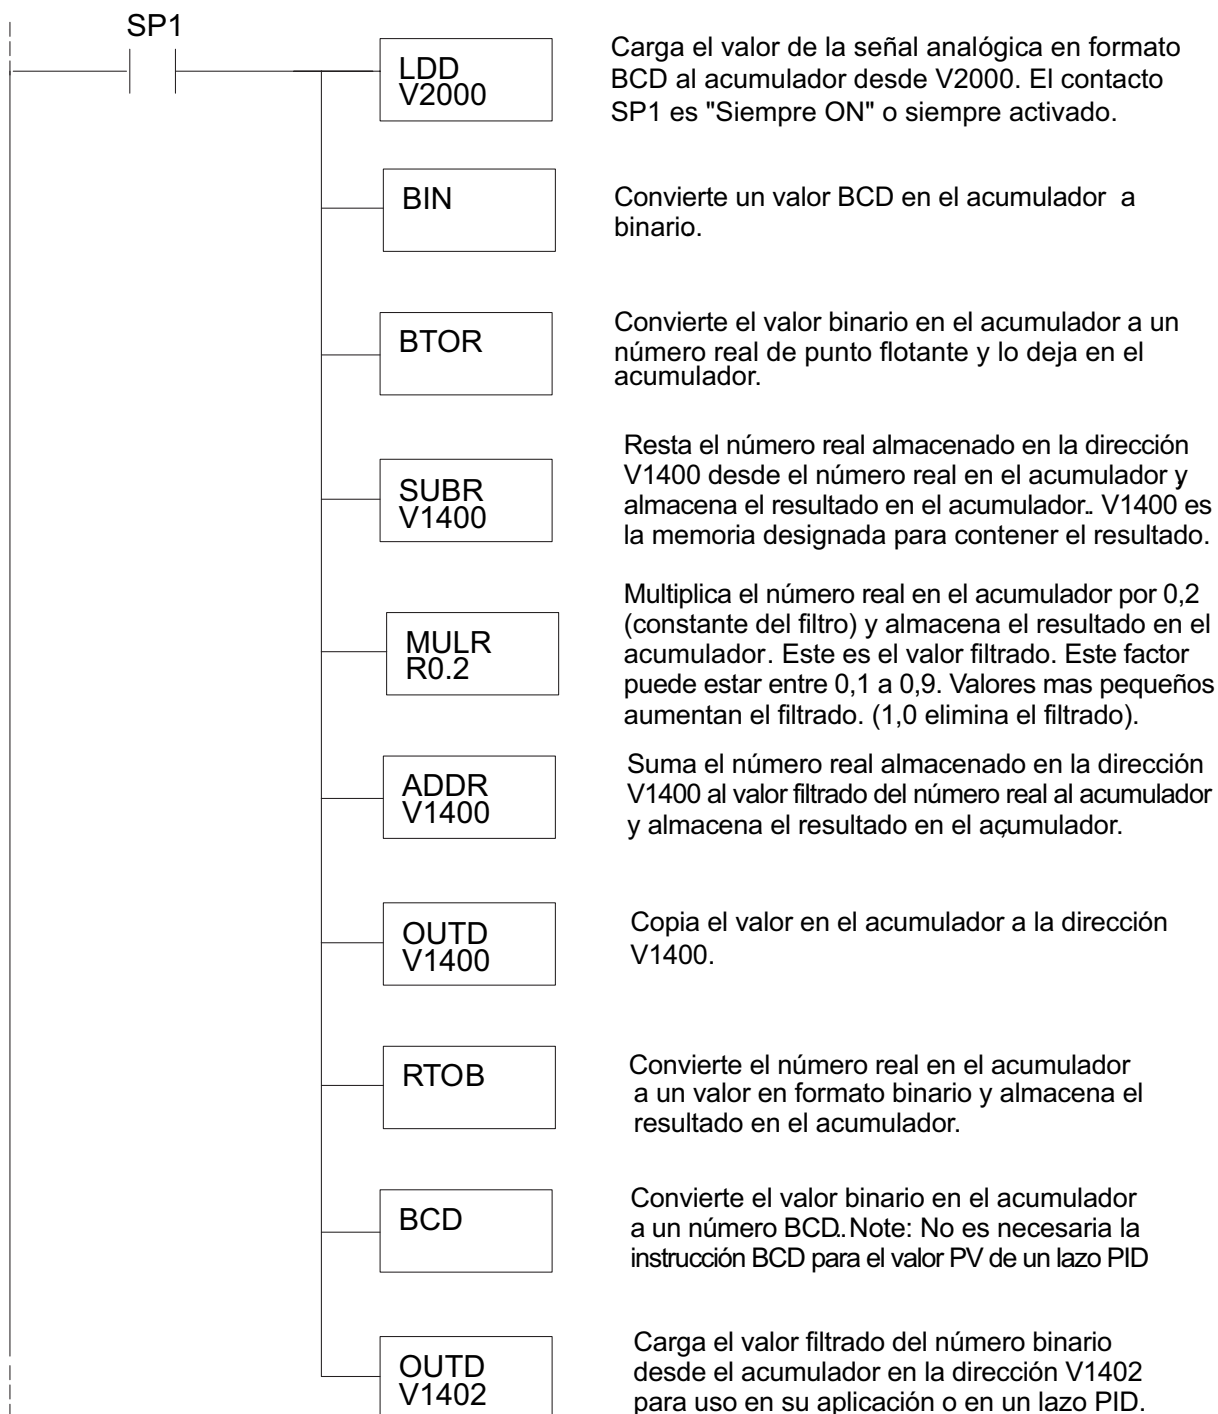 SP1
LDD
V2000
Carga el valor de la señal analógica en formato
BCD al acumulador desde V2000. El contacto
SP1 es "Siempre ON" o siempre activado.
BIN
Convierte un valor BCD en el acumulador a
binario.
BTOR
Convierte el valor binario en el acumulador a un
número real de punto flotante y lo deja en el
acumulador.
SUBR
V1400
Resta el número real almacenado en la dirección
V1400 desde el número real en el acumulador y
almacena el resultado en el acumulador.. V1400 es
la memoria designada para contener el resultado.
MULR
R0.2
Multiplica el número real en el acumulador por 0,2
(constante del filtro) y almacena el resultado en el
acumulador. Este es el valor filtrado. Este factor
puede estar entre 0,1 a 0,9. Valores mas pequeños
aumentan el filtrado. (1,0 elimina el filtrado).
ADDR
V1400
Suma el número real almacenado en la dirección
V1400 al valor filtrado del número real al acumulador
y almacena el resultado en el acumulador.
OUTD
V1400
Copia el valor en el acumulador a la dirección
V1400.
RTOB
Convierte el número real en el acumulador
a un valor en formato binario y almacena el
resultado en el acumulador.
BCD
Convierte el valor binario en el acumulador
a un número BCD..Note: No es necesaria la
instrucción BCD para el valor PV de un lazo PID
OUTD
V1402
Carga el valor filtrado del número binario
desde el acumulador en la dirección V1402
para uso en su aplicación o en un lazo PID.